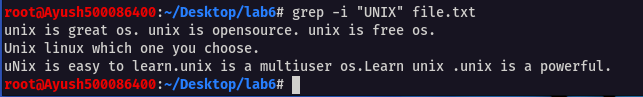 root@Ayush500086400:~/Desktop/lab6# grep -i "UNIX" file.txt
unix is great os. unix is opensource. unix is free os.
Unix linux which one you choose.
uNix is easy to learn.unix is a multiuser os.Learn unix .unix is a powerful.
root@Ayush500086400:~/Desktop/lab6#